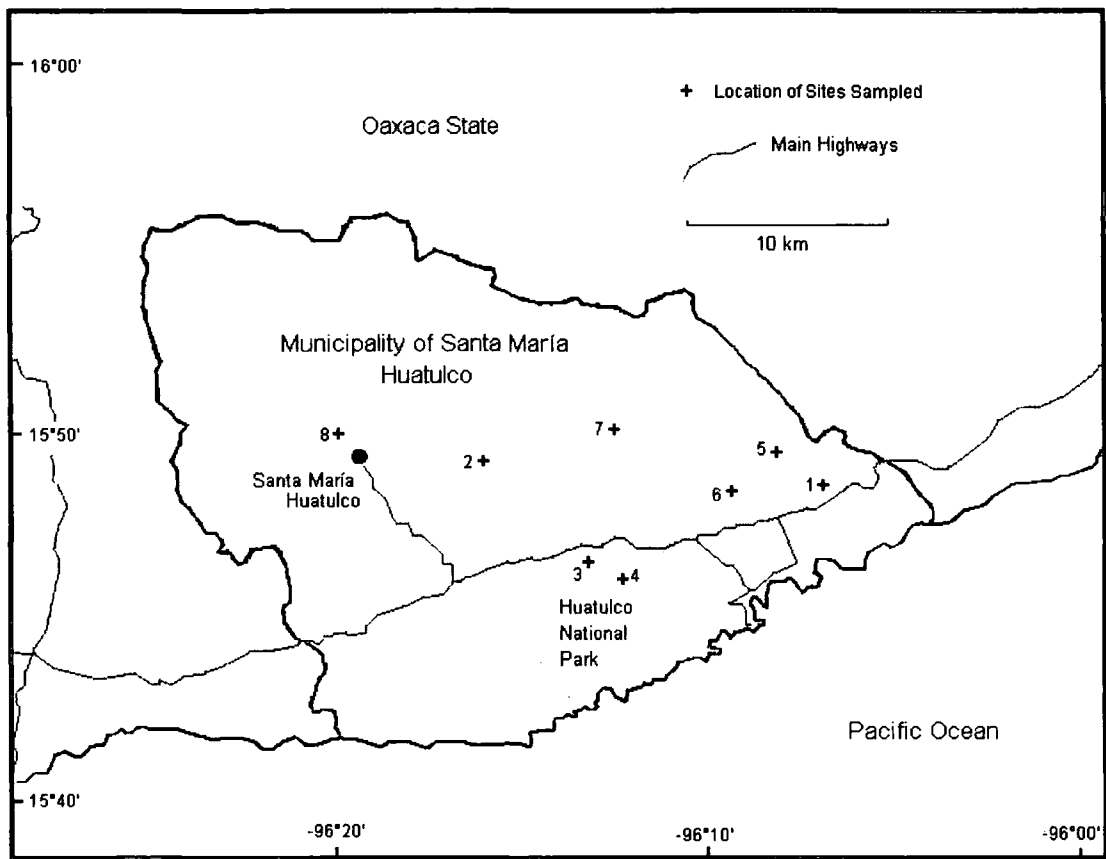 16°00'
Location of Sites Sampled
Oaxaca State
Main Highways
10 km
Municipality of Santa María
Huatulco
15°50'
8
7
2
5
Santa María
Huatulco
6
1
3
4
Huatulco
National
Park
Pacific Ocean
15°40'
-96°20'
-96°10'
-96°00'